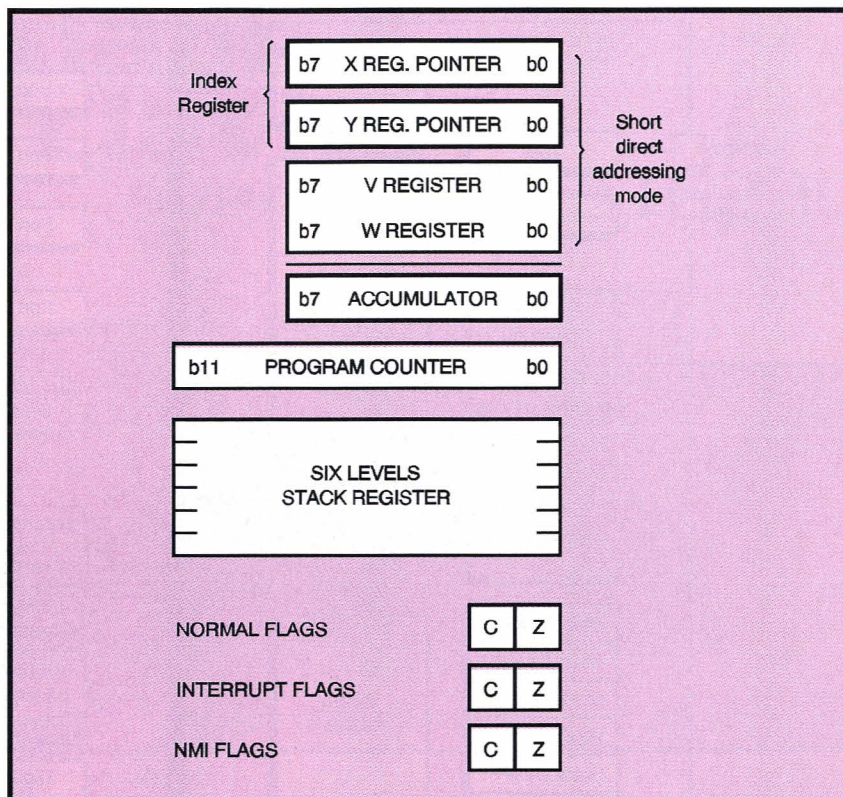 b7 X REG. POINTER b0
Index
Register
b7 Y REG. POINTER b0
Short
direct
addressing
mode
b7 V REGISTER b0
b7 W REGISTER b0
b7 ACCUMULATOR b0
b11 PROGRAM COUNTER b0
SIX LEVELS
STACK REGISTER
NORMAL FLAGS C Z
INTERRUPT FLAGS C Z
NMI FLAGS C Z